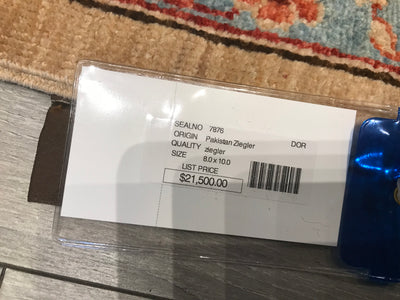 SEALNO 7876
ORIGIN Pakistan Ziegler DOR
QUALITY ziegler
SIZE 8.0 x 10.0
LIST PRICE
$21,500.00